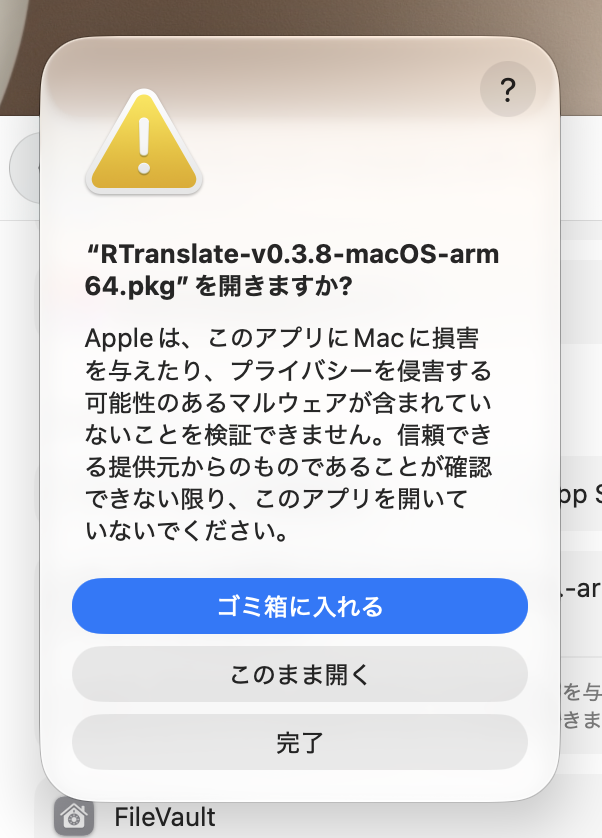 ?
“RTranslate-v0.3.8-macOS-arm
64.pkg” を開きますか?
Appleは、このアプリにMacに損害
を与えたり、プライバシーを侵害する
可能性のあるマルウェアが含まれてい
ないことを検証できません。信頼でき
る提供元からのものであることが確認
できない限り、このアプリを開いて
いないでください。
ゴミ箱に入れる
このまま開く
完了
pp S
-ar
を与
きま
FileVault